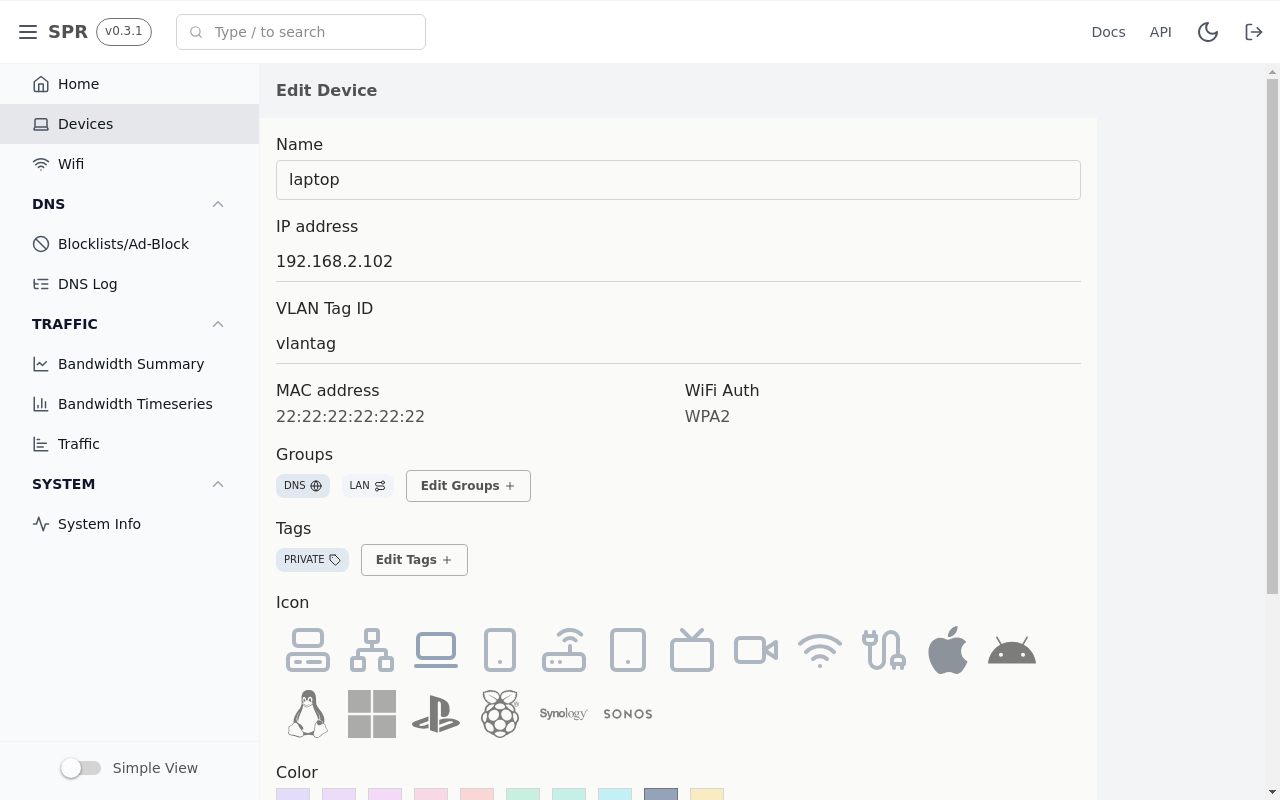 SPR v0.3.1 Type / to search Docs API
Home
Devices
Wifi
DNS
Blocklists/Ad-Block
DNS Log
TRAFFIC
Bandwidth Summary
Bandwidth Timeseries
Traffic
SYSTEM
System Info
Simple View
Edit Device
Name
laptop
IP address
192.168.2.102
VLAN Tag ID
vlantag
MAC address WiFi Auth
22:22:22:22:22:22 WPA2
Groups
DNS LAN Edit Groups +
Tags
PRIVATE Edit Tags +
Icon
Synology SONOS
Color